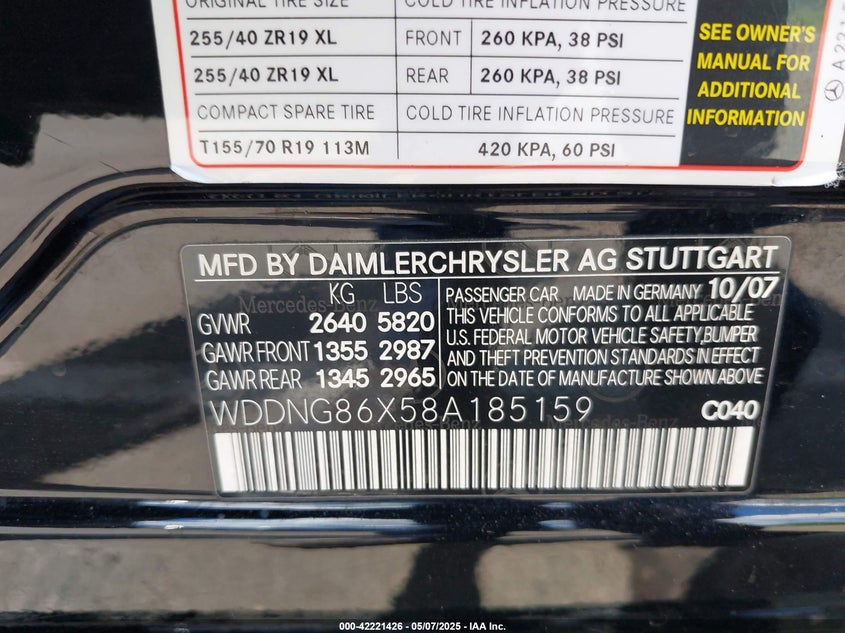 ORIGINAL TIRE SIZE COLD TIRE INFLATION PRESSURE
255/40 ZR19 XL FRONT 260 KPA, 38 PSI
255/40 ZR19 XL REAR 260 KPA, 38 PSI
COMPACT SPARE TIRE COLD TIRE INFLATION PRESSURE
T155/70 R19 113M 420 KPA, 60 PSI
SEE OWNER'S
MANUAL FOR
ADDITIONAL
INFORMATION
MFD BY DAIMLERCHRYSLER AG STUTTGART
KG LBS
GVWR 2640 5820
GAWR FRONT 1355 2987
GAWR REAR 1345 2965
PASSENGER CAR MADE IN GERMANY 10/07
THIS VEHICLE CONFORMS TO ALL APPLICABLE
U.S. FEDERAL MOTOR VEHICLE SAFETY,BUMPER
AND THEFT PREVENTION STANDARDS IN EFFECT
ON THE DATE OF MANUFACTURE SHOWN ABOVE
Mercedes-Benz
WDDNG86X58A185159 C040
000-42221426 - 05/07/2025 - IAA Inc.